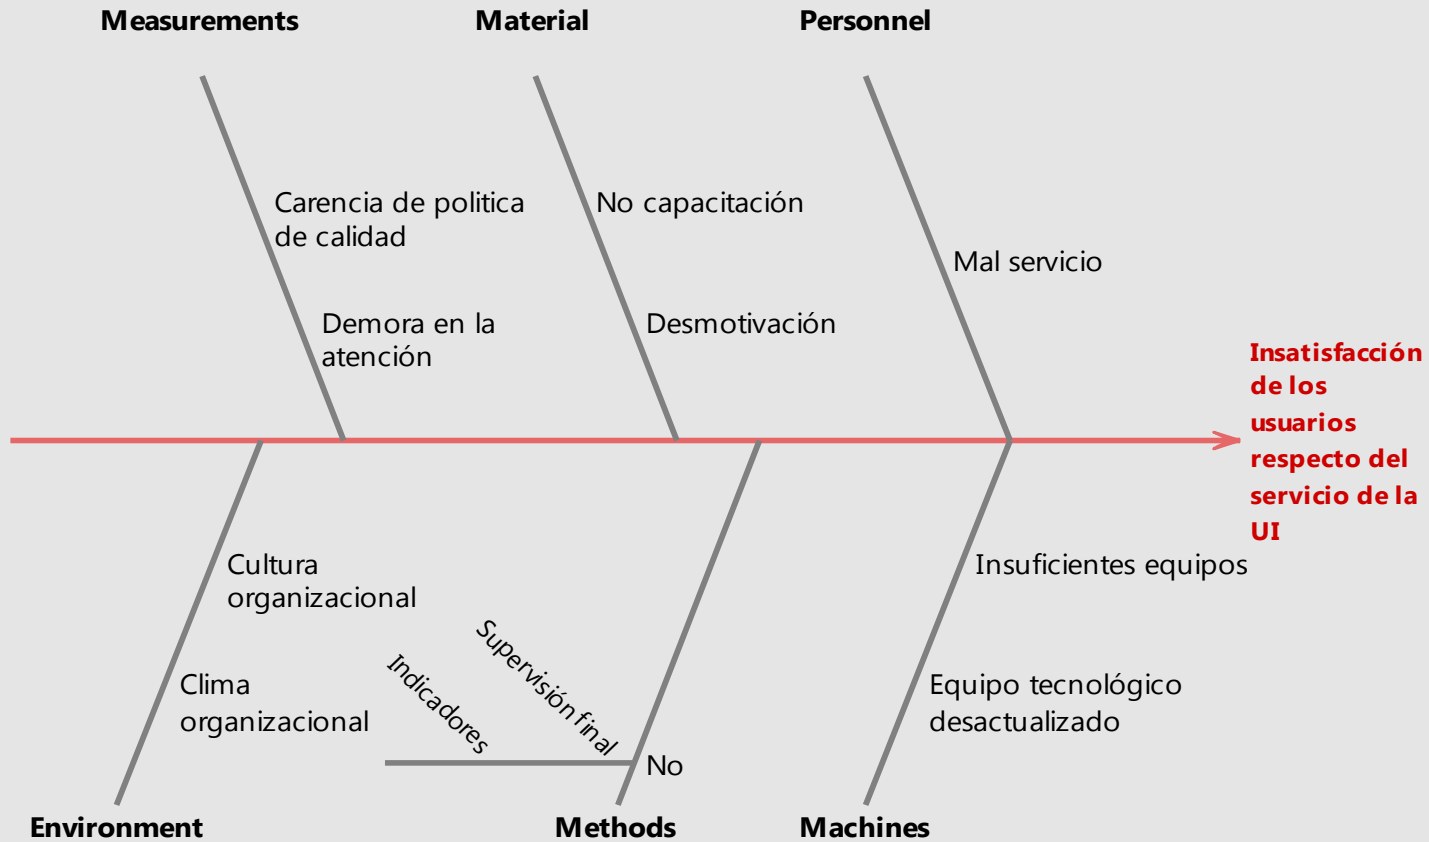 Measurements
Material
Personnel
Carencia de politica
de calidad
No capacitación
Mal servicio
Demora en la
atención
Desmotivación
Insatisfacción
de los
usuarios
respecto del
servicio de la
UI
Cultura
organizacional
Insuficientes equipos
Supervisión final
Indicadores
Clima
organizacional
Equipo tecnológico
desactualizado
No
Environment
Methods
Machines